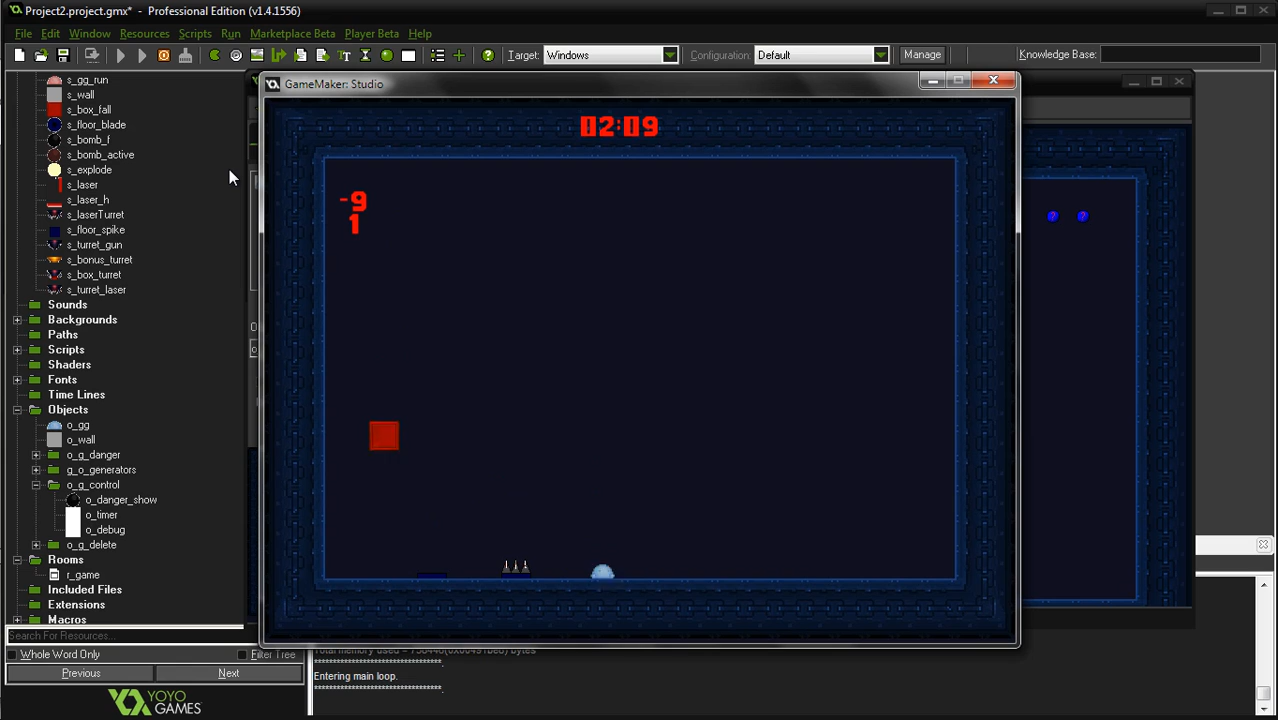 Project2.project.gmx* - Professional Edition (v1.4.1556)
File Edit Window Resources Scripts Run Marketplace Beta Player Beta Help
Target: Windows Configuration: Default Manage Knowledge Base:
s_gg_run
s_wall
s_box_fall
s_floor_blade
s_bomb_f
s_bomb_active
s_explode
s_laser
s_laser_h
s_laserTurret
s_floor_spike
s_turret_gun
s_bonus_turret
s_box_turret
s_turret_laser
Sounds
Backgrounds
Paths
Scripts
Shaders
Fonts
Time Lines
Objects
o_gg
o_wall
o_g_danger
g_o_generators
o_g_control
o_danger_show
o_timer
o_debug
o_g_delete
Rooms
r_game
Included Files
Extensions
Macros
Search For Resources...
Whole Word Only Filter Tree
Previous Next
YOYO
GAMES
GameMaker: Studio
02:09
-9
1
? ?
Entering main loop.